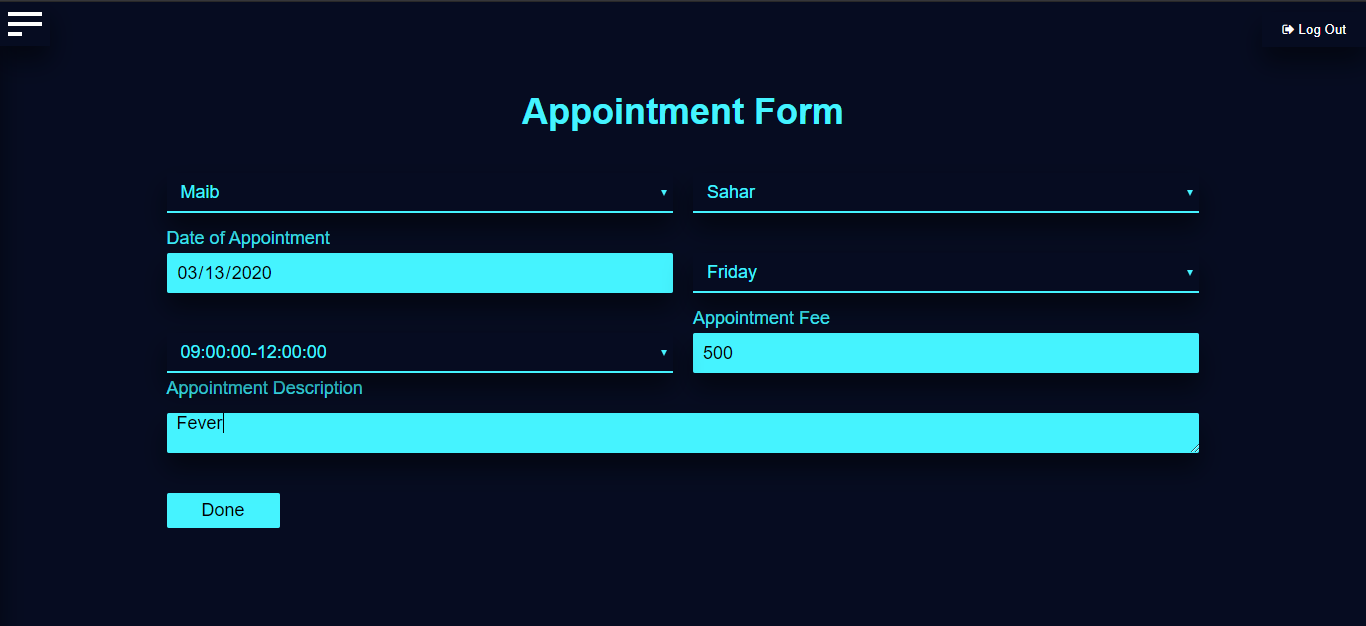 Log Out
Appointment Form
Maib
Sahar
Date of Appointment
03/13/2020
Friday
Appointment Fee
09:00:00-12:00:00
500
Appointment Description
Fever
Done